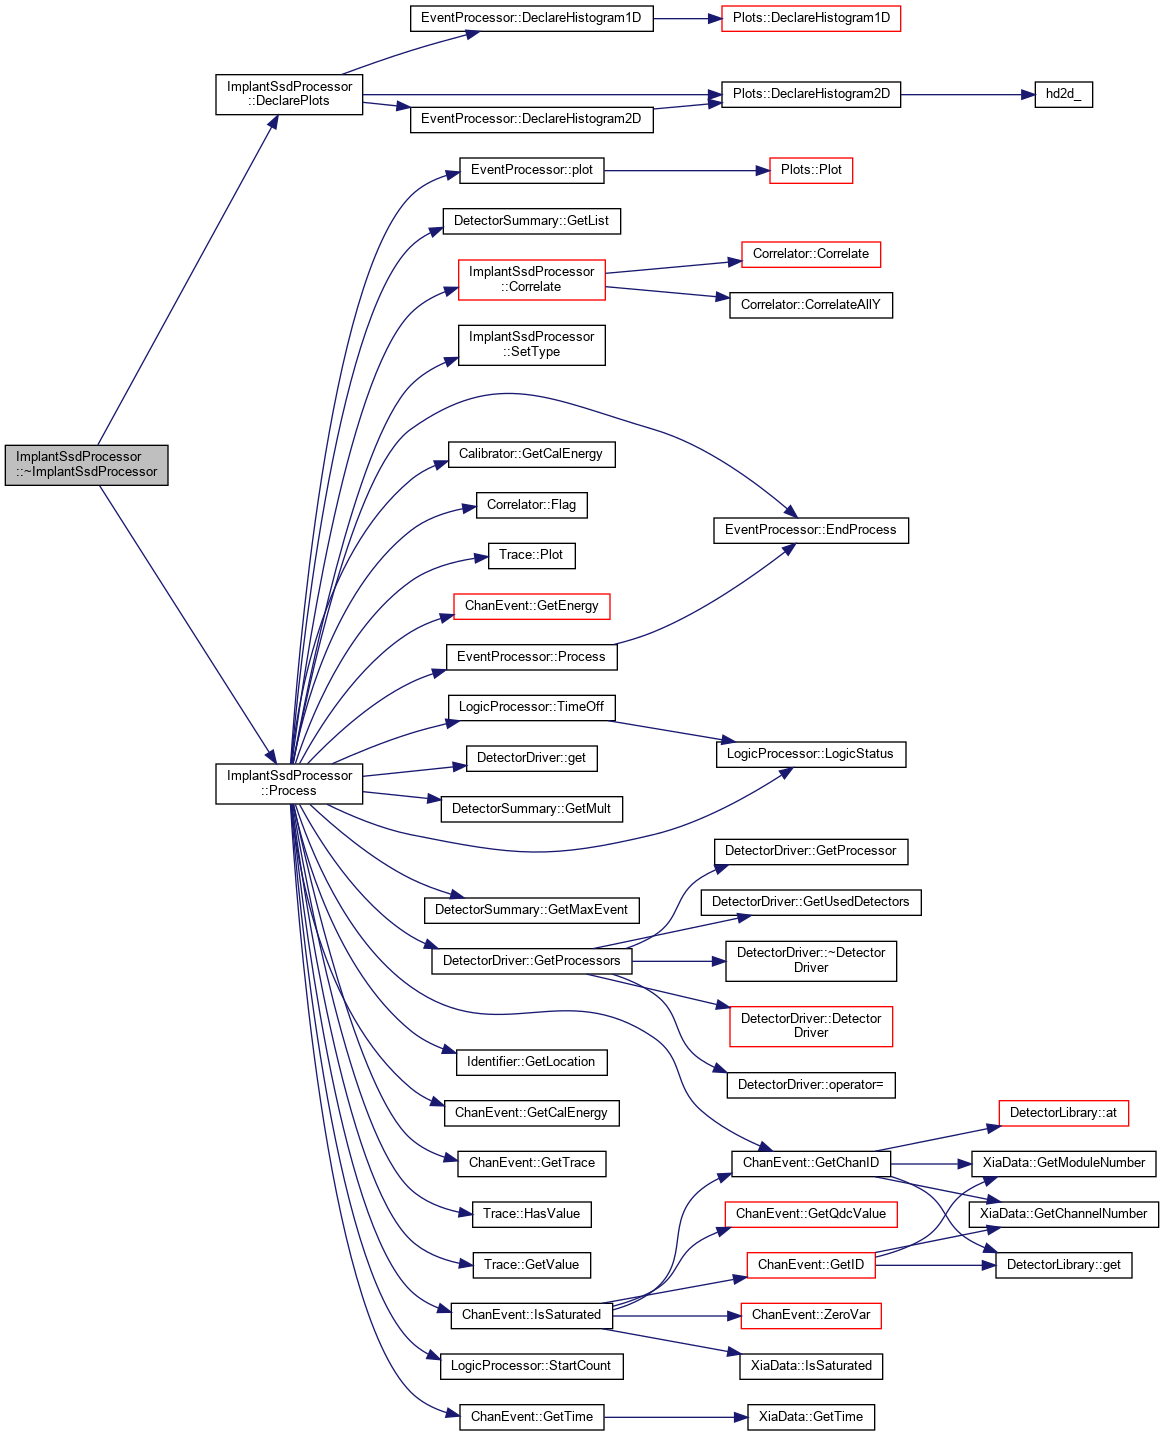 EventProcessor::DeclareHistogram1D
Plots::DeclareHistogram1D
ImplantSsdProcessor
::DeclarePlots
Plots::DeclareHistogram2D
hd2d_
EventProcessor::DeclareHistogram2D
EventProcessor::plot
Plots::Plot
DetectorSummary::GetList
ImplantSsdProcessor
::Correlate
Correlator::Correlate
Correlator::CorrelateAllY
ImplantSsdProcessor
::SetType
ImplantSsdProcessor
::~ImplantSsdProcessor
Calibrator::GetCalEnergy
Correlator::Flag
EventProcessor::EndProcess
Trace::Plot
ChanEvent::GetEnergy
EventProcessor::Process
LogicProcessor::TimeOff
LogicProcessor::LogicStatus
DetectorDriver::get
ImplantSsdProcessor
::Process
DetectorSummary::GetMult
DetectorDriver::GetProcessor
DetectorSummary::GetMaxEvent
DetectorDriver::GetUsedDetectors
DetectorDriver::GetProcessors
DetectorDriver::~Detector
Driver
DetectorDriver::Detector
Driver
Identifier::GetLocation
DetectorDriver::operator=
ChanEvent::GetCalEnergy
DetectorLibrary::at
ChanEvent::GetTrace
ChanEvent::GetChanID
XiaData::GetModuleNumber
Trace::HasValue
ChanEvent::GetQdcValue
XiaData::GetChannelNumber
Trace::GetValue
ChanEvent::GetID
DetectorLibrary::get
ChanEvent::IsSaturated
ChanEvent::ZeroVar
LogicProcessor::StartCount
XiaData::IsSaturated
ChanEvent::GetTime
XiaData::GetTime